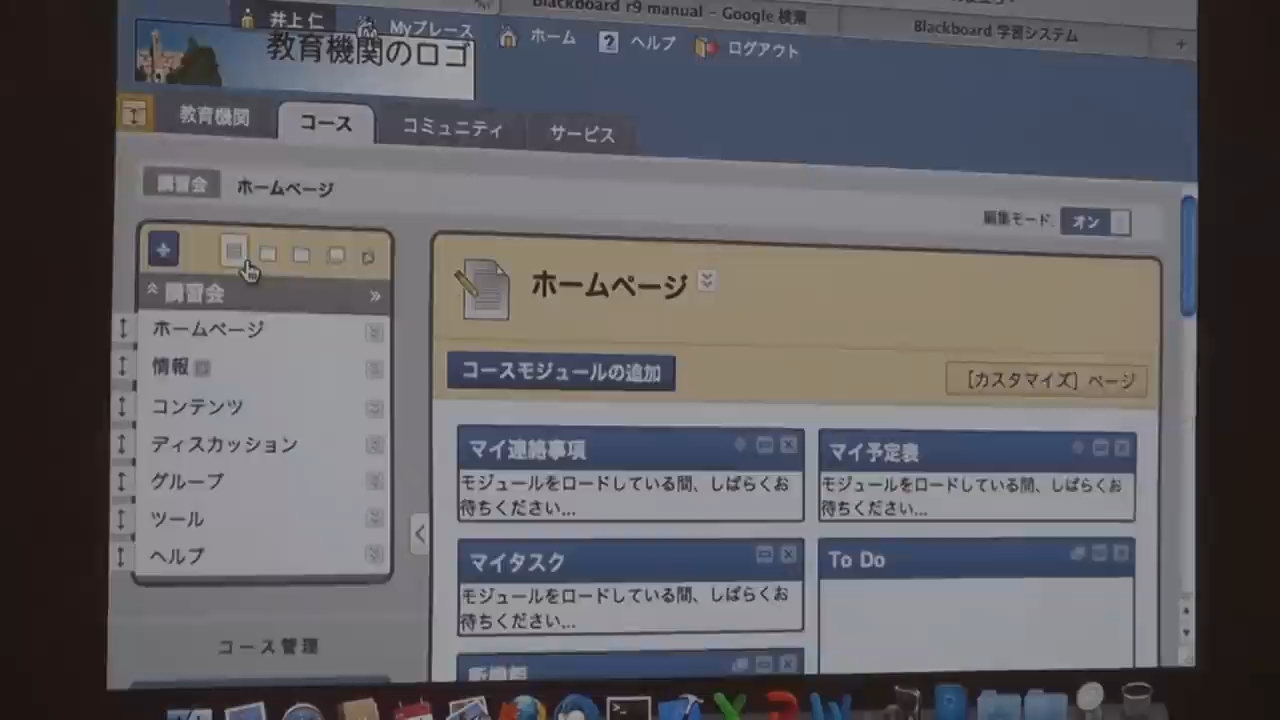 Blackboard r9 manual – Google 検索
Blackboard 学習システム
井上 仁
Myプレース
ホーム
ヘルプ
ログアウト
教育機関のロゴ
教育機関
コース
コミュニティ
サービス
講習会
ホームページ
編集モード:
オン
講習会
ホームページ
情報
コンテンツ
ディスカッション
グループ
ツール
ヘルプ
コース管理
ホームページ
コースモジュールの追加
[カスタマイズ] ページ
マイ連絡事項
モジュールをロードしている間、しばらくお
待ちください...
マイ予定表
モジュールをロードしている間、しばらくお
待ちください...
マイタスク
モジュールをロードしている間、しばらくお
待ちください...
To Do